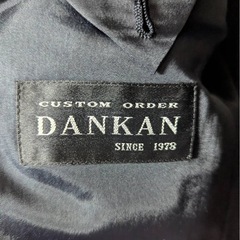 CUSTOM ORDER
DANKAN
SINCE 1978